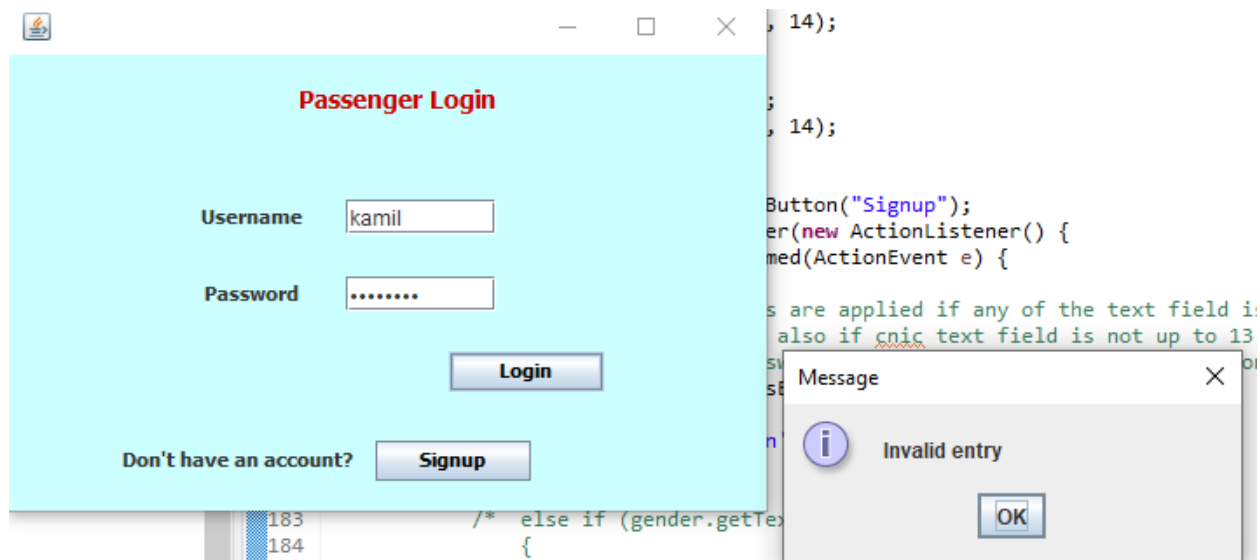 , 14);
Passenger Login
;
, 14);
Username
kamil
Button("Signup");
er(new ActionListener() {
med(ActionEvent e) {
Password
s are applied if any of the text field is
also if cnic text field is not up to 13
Login
Message
Invalid entry
Don't have an account?
Signup
OK
183 /* else if (gender.getTex
184 {